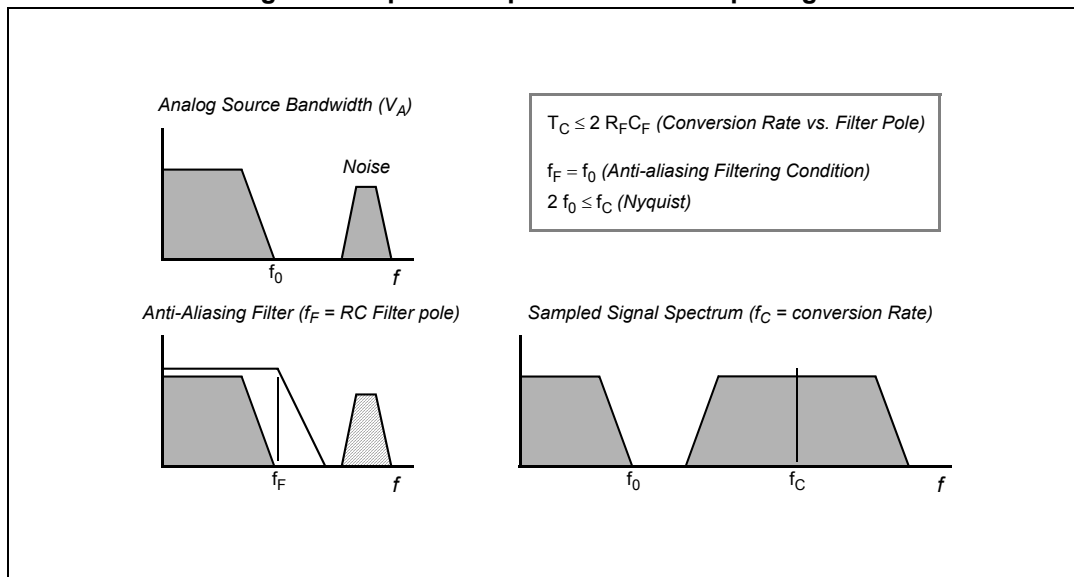 Analog Source Bandwidth (V_A)
Noise
f_0
f
T_C ≤ 2 R_FC_F (Conversion Rate vs. Filter Pole)
f_F = f_0 (Anti-aliasing Filtering Condition)
2 f_0 ≤ f_C (Nyquist)
Anti-Aliasing Filter (f_F = RC Filter pole)
f_F
f
Sampled Signal Spectrum (f_C = conversion Rate)
f_0
f_C
f